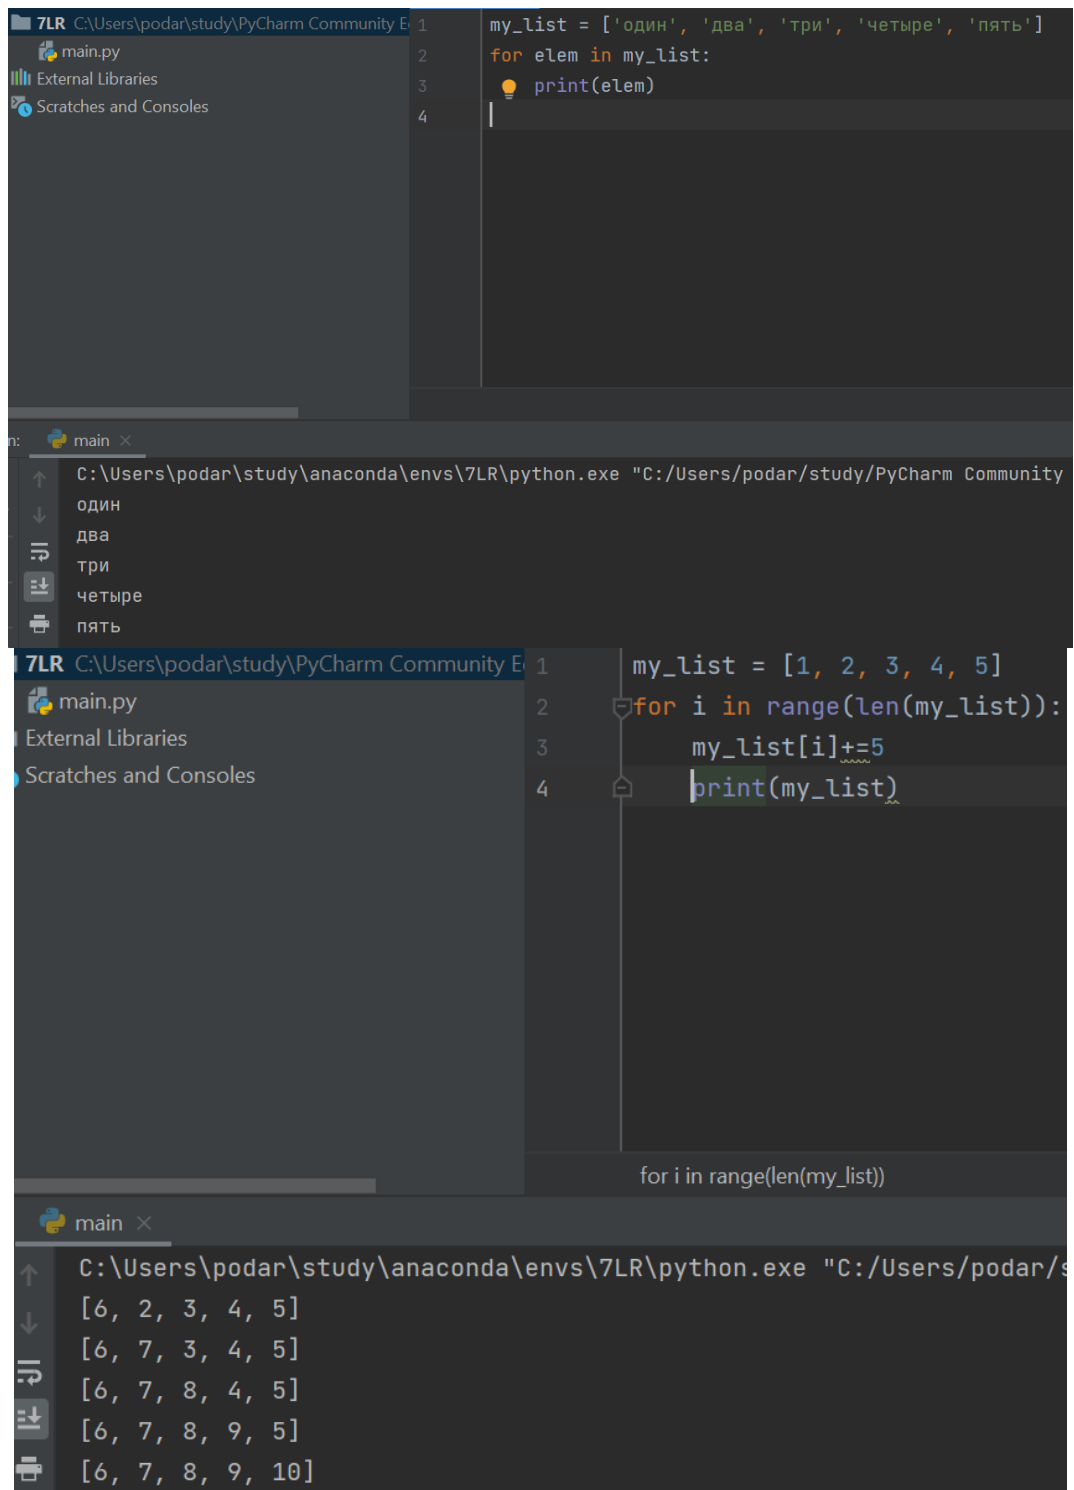 7LR C:\Users\podar\study\PyCharm Community E
main.py
External Libraries
Scratches and Consoles
1 my_list = ['один', 'два', 'три', 'четыре', 'пять']
2 for elem in my_list:
3 print(elem)
4
n: main
C:\Users\podar\study\anaconda\envs\7LR\python.exe "C:/Users/podar/study/PyCharm Community
один
два
три
четыре
пять
7LR C:\Users\podar\study\PyCharm Community E
main.py
External Libraries
Scratches and Consoles
1 my_list = [1, 2, 3, 4, 5]
2 for i in range(len(my_list)):
3 my_list[i]+=5
4 print(my_list)
for i in range(len(my_list))
main
C:\Users\podar\study\anaconda\envs\7LR\python.exe "C:/Users/podar/s
[6, 2, 3, 4, 5]
[6, 7, 3, 4, 5]
[6, 7, 8, 4, 5]
[6, 7, 8, 9, 5]
[6, 7, 8, 9, 10]